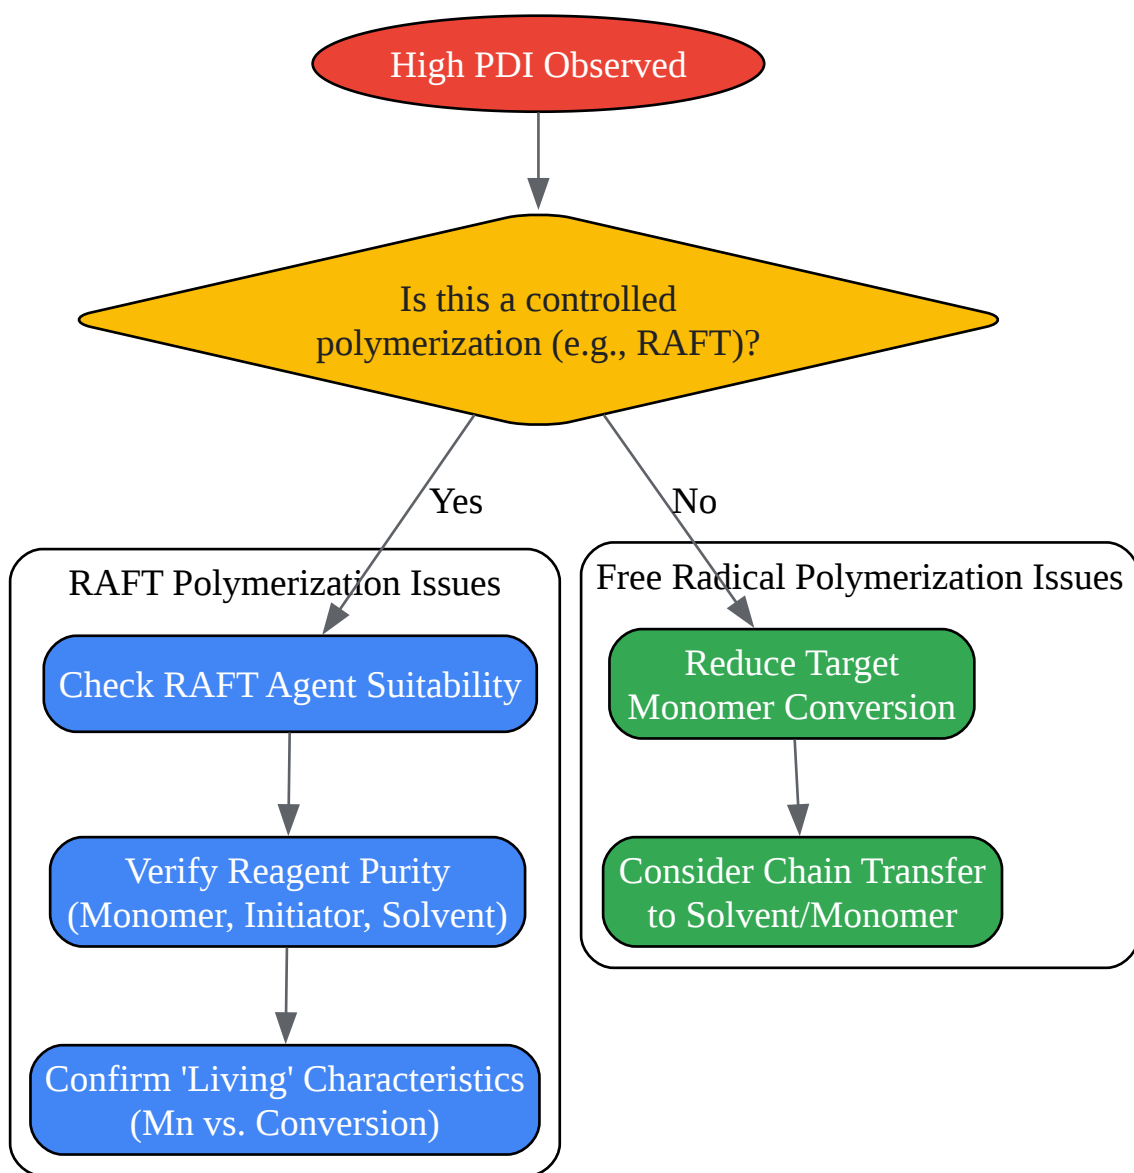 High PDI Observed
Is this a controlled
polymerization (e.g., RAFT)?
Yes
No
RAFT Polymerization Issues
Check RAFT Agent Suitability
Verify Reagent Purity
(Monomer, Initiator, Solvent)
Confirm 'Living' Characteristics
(Mn vs. Conversion)
Free Radical Polymerization Issues
Reduce Target
Monomer Conversion
Consider Chain Transfer
to Solvent/Monomer